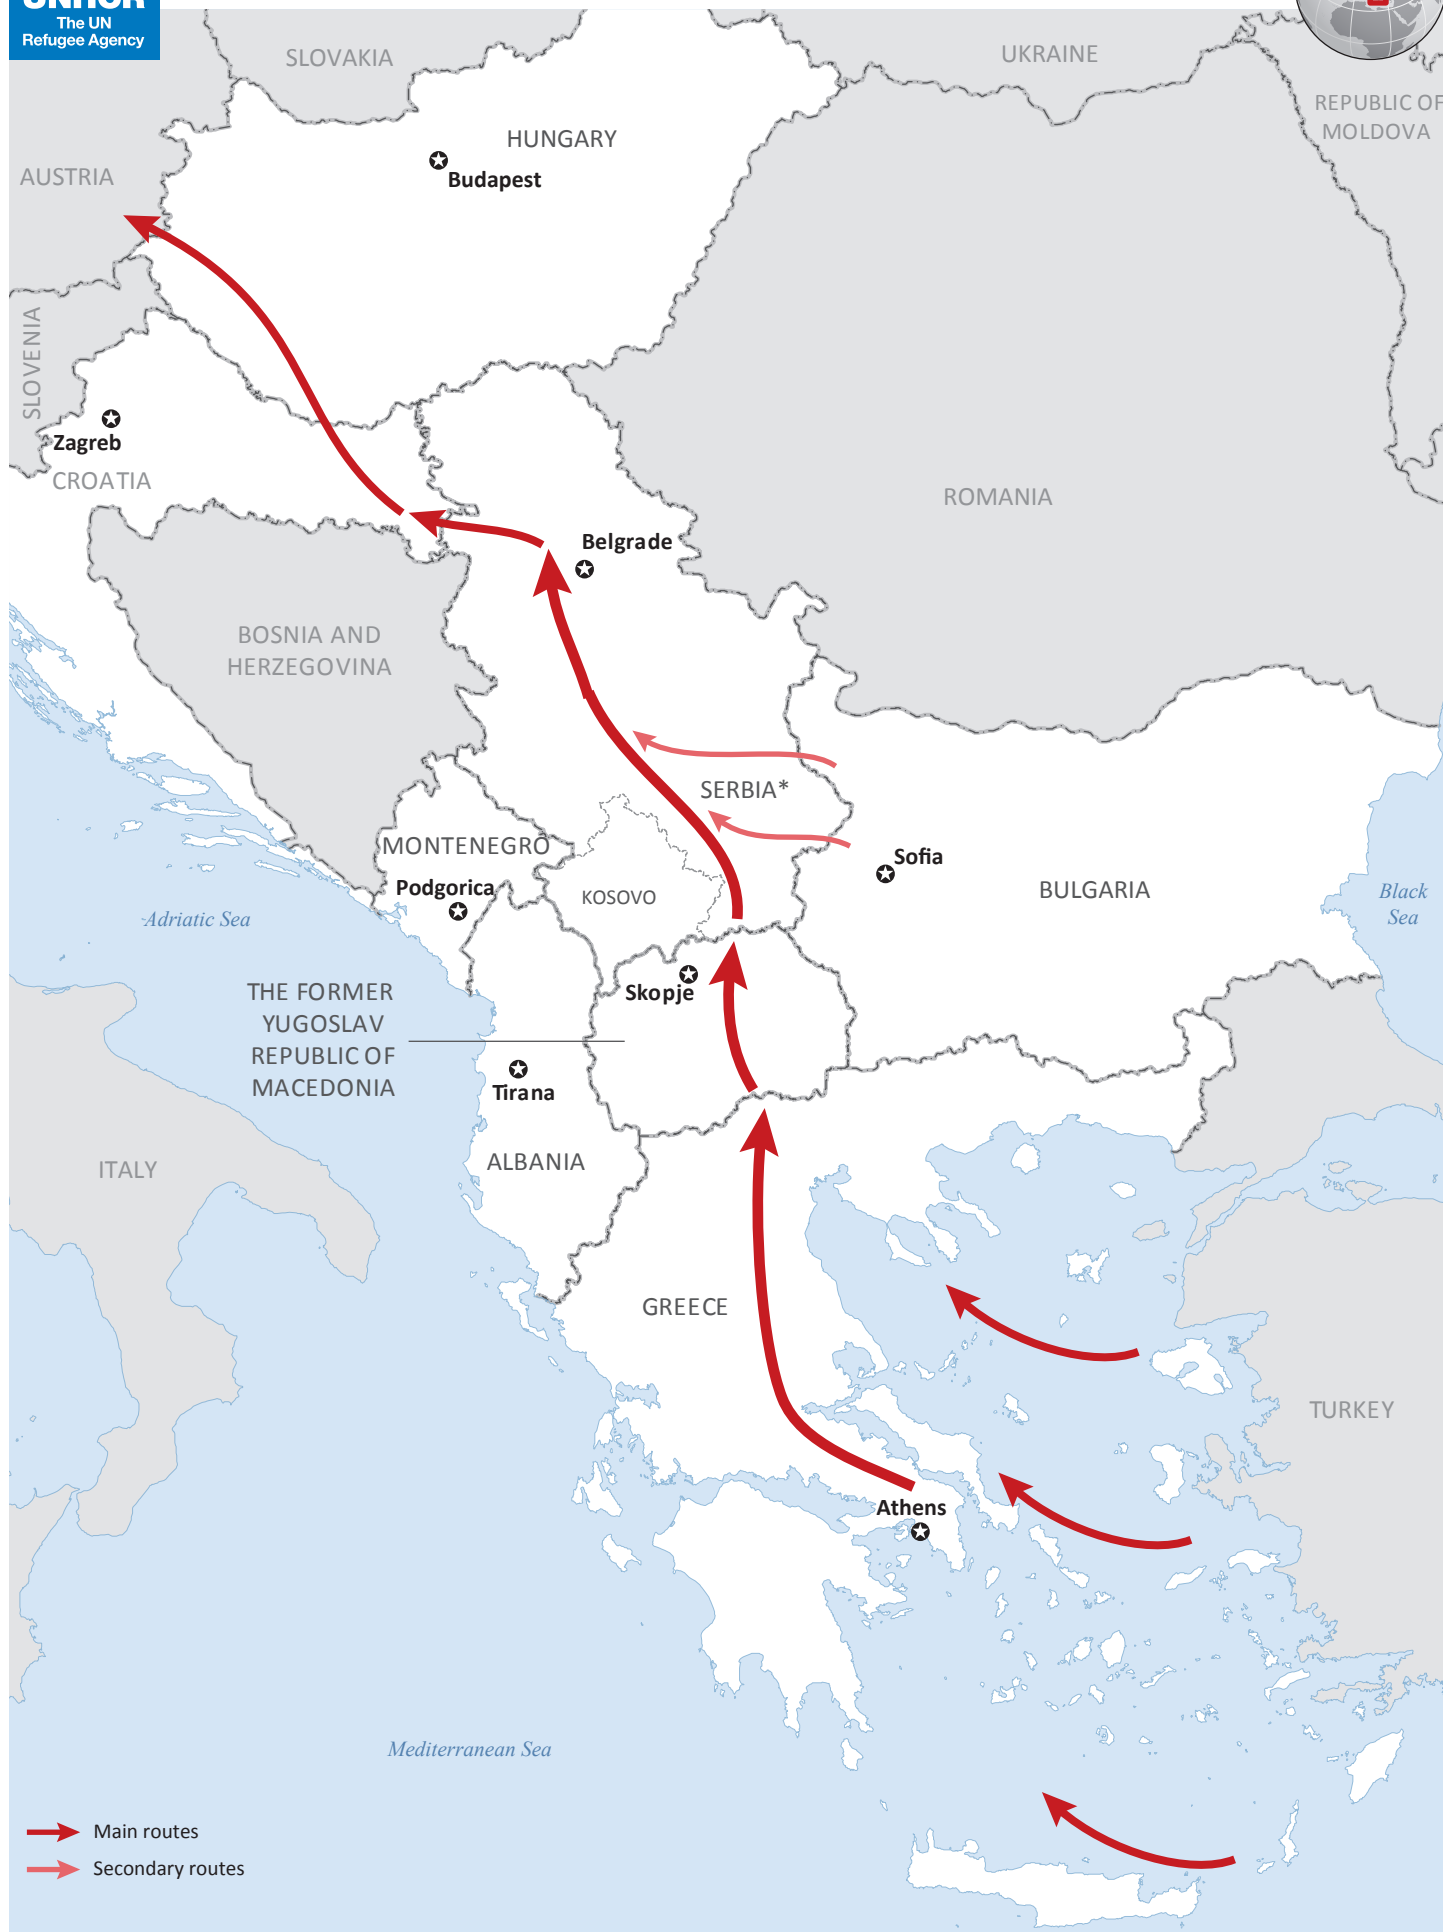 UNHCR
The UN
Refugee Agency
SLOVAKIA
UKRAINE
REPUBLIC OF
MOLDOVA
HUNGARY
Budapest
AUSTRIA
SLOVENIA
Zagreb
CROATIA
ROMANIA
Belgrade
BOSNIA AND
HERZEGOVINA
SERBIA*
MONTENEGRO
Sofia
Podgorica
KOSOVO
BULGARIA
Black
Sea
Adriatic Sea
Skopje
THE FORMER
YUGOSLAV
REPUBLIC OF
MACEDONIA
Tirana
ALBANIA
ITALY
GREECE
TURKEY
Athens
Mediterranean Sea
Main routes
Secondary routes